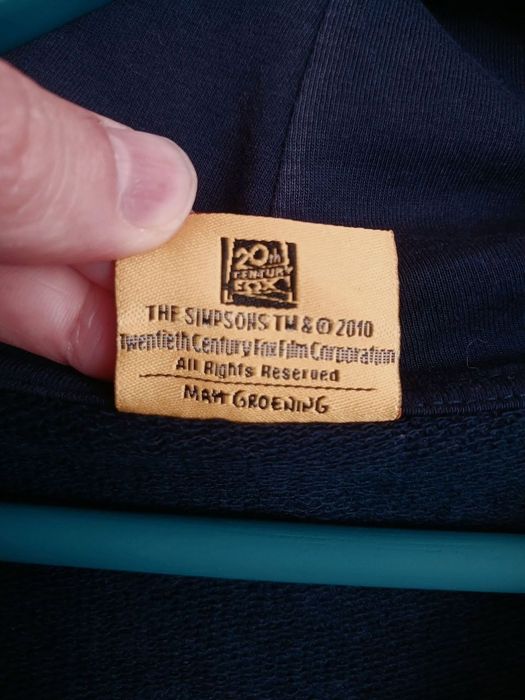 20th
CENTURY
FOX
THE SIMPSONS TM & © 2010
Twentieth Century Fox Film Corporation
All Rights Reserved
MATT GROENING